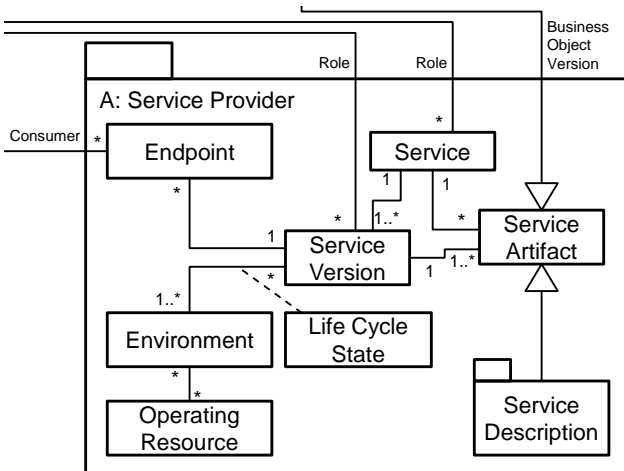 Business
Object
Version
Role
Role
A: Service Provider
Consumer
*
*
Endpoint
Service
*
1
1
*
1..*
*
1
Service
Version
Service
Artifact
*
1
1..*
1..*
Environment
Life Cycle
State
*
*
Operating
Resource
Service
Description